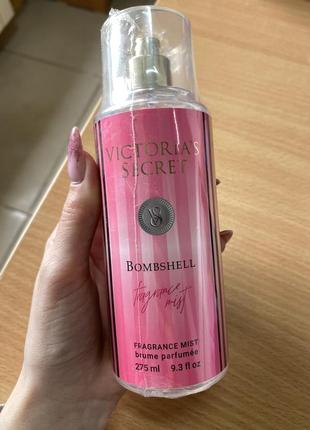 VICTORIA'S
SECRET
VS
BOMBSHELL
fragrance
mist
FRAGRANCE MIST
brume parfumée
275 ml 9.3 fl oz